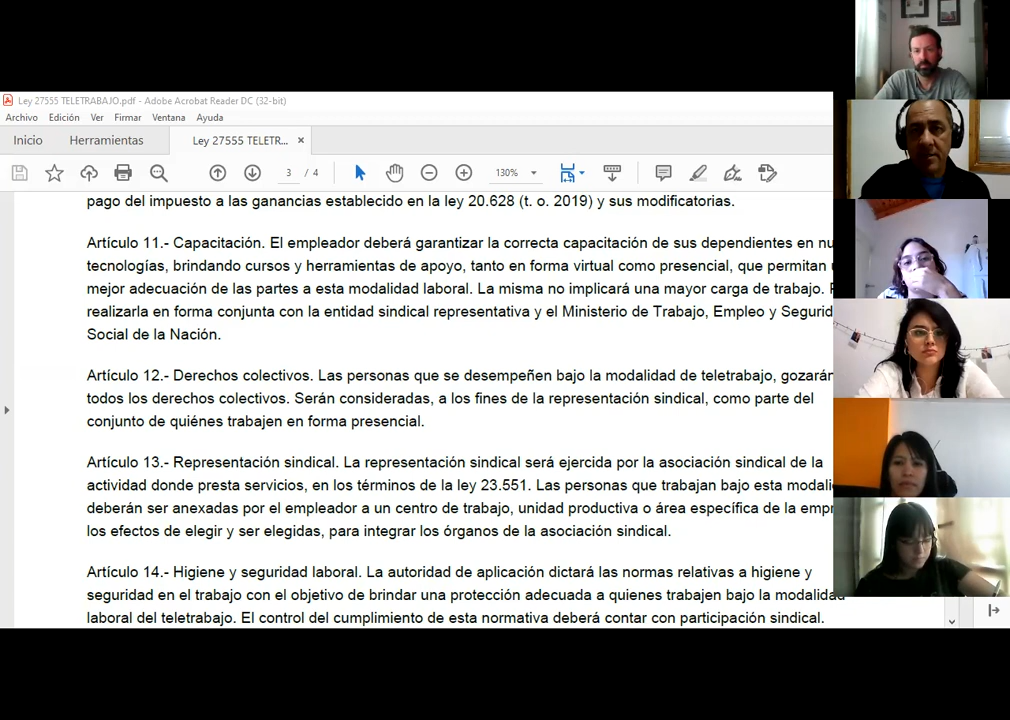 Ley 27555 TELETRABAJO.pdf - Adobe Acrobat Reader DC (32-bit)
Archivo Edición Ver Firmar Ventana Ayuda
Inicio Herramientas Ley 27555 TELETR... ×
3 / 4 130%
pago del impuesto a las ganancias establecido en la ley 20.628 (t. o. 2019) y sus modificatorias.
Artículo 11.- Capacitación. El empleador deberá garantizar la correcta capacitación de sus dependientes en
tecnologías, brindando cursos y herramientas de apoyo, tanto en forma virtual como presencial, que permitan
mejor adecuación de las partes a esta modalidad laboral. La misma no implicará una mayor carga de trabajo.
realizarla en forma conjunta con la entidad sindical representativa y el Ministerio de Trabajo, Empleo y Segurid
Social de la Nación.
Artículo 12.- Derechos colectivos. Las personas que se desempeñen bajo la modalidad de teletrabajo, gozarán
todos los derechos colectivos. Serán consideradas, a los fines de la representación sindical, como parte del
conjunto de quiénes trabajen en forma presencial.
Artículo 13.- Representación sindical. La representación sindical será ejercida por la asociación sindical de la
actividad donde presta servicios, en los términos de la ley 23.551. Las personas que trabajan bajo esta modali
deberán ser anexadas por el empleador a un centro de trabajo, unidad productiva o área específica de la empr
los efectos de elegir y ser elegidas, para integrar los órganos de la asociación sindical.
Artículo 14.- Higiene y seguridad laboral. La autoridad de aplicación dictará las normas relativas a higiene y
seguridad en el trabajo con el objetivo de brindar una protección adecuada a quienes trabajen bajo la modalidad
laboral del teletrabajo. El control del cumplimiento de esta normativa deberá contar con participación sindical.